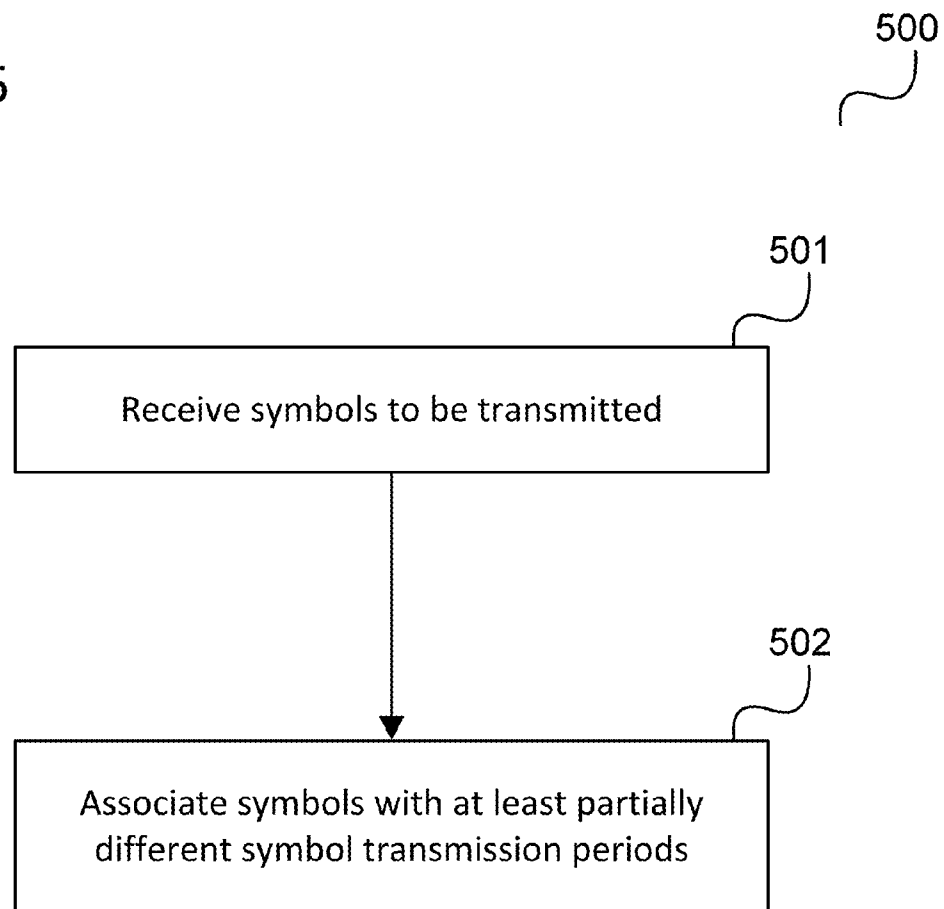 500
5
501
Receive symbols to be transmitted
502
Associate symbols with at least partially
different symbol transmission periods